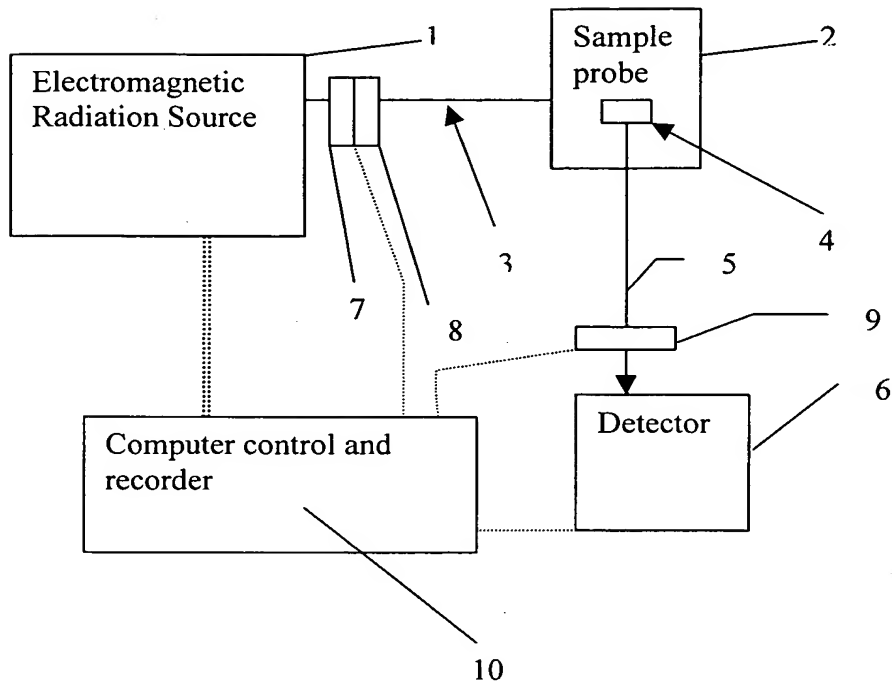 1
Electromagnetic
Radiation Source
Sample
probe
2
3
4
5
7
8
9
6
Computer control and
recorder
Detector
10